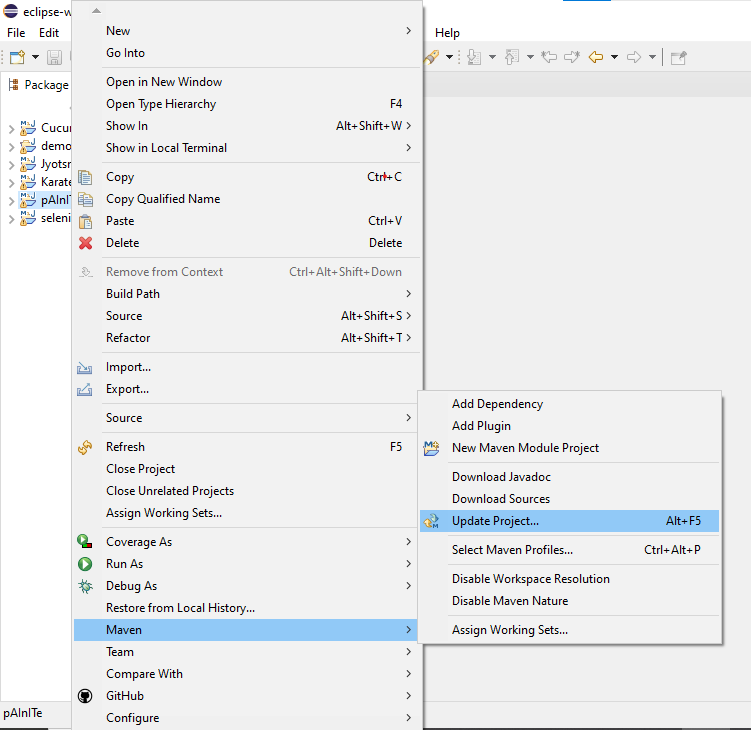 eclipse-w
File Edit Help
Package
Cucu
demo
Jyotsr
Karate
pAInITe
seleni
New
Go Into
Open in New Window
Open Type Hierarchy F4
Show In Alt+Shift+W
Show in Local Terminal
Copy Ctrl+C
Copy Qualified Name
Paste Ctrl+V
Delete Delete
Remove from Context Ctrl+Alt+Shift+Down
Build Path
Source Alt+Shift+S
Refactor Alt+Shift+T
Import...
Export...
Source
Refresh F5
Close Project
Close Unrelated Projects
Assign Working Sets...
Coverage As
Run As
Debug As
Restore from Local History...
Maven
Team
Compare With
GitHub
Configure
Add Dependency
Add Plugin
New Maven Module Project
Download Javadoc
Download Sources
Update Project... Alt+F5
Select Maven Profiles... Ctrl+Alt+P
Disable Workspace Resolution
Disable Maven Nature
Assign Working Sets...
pAInITe